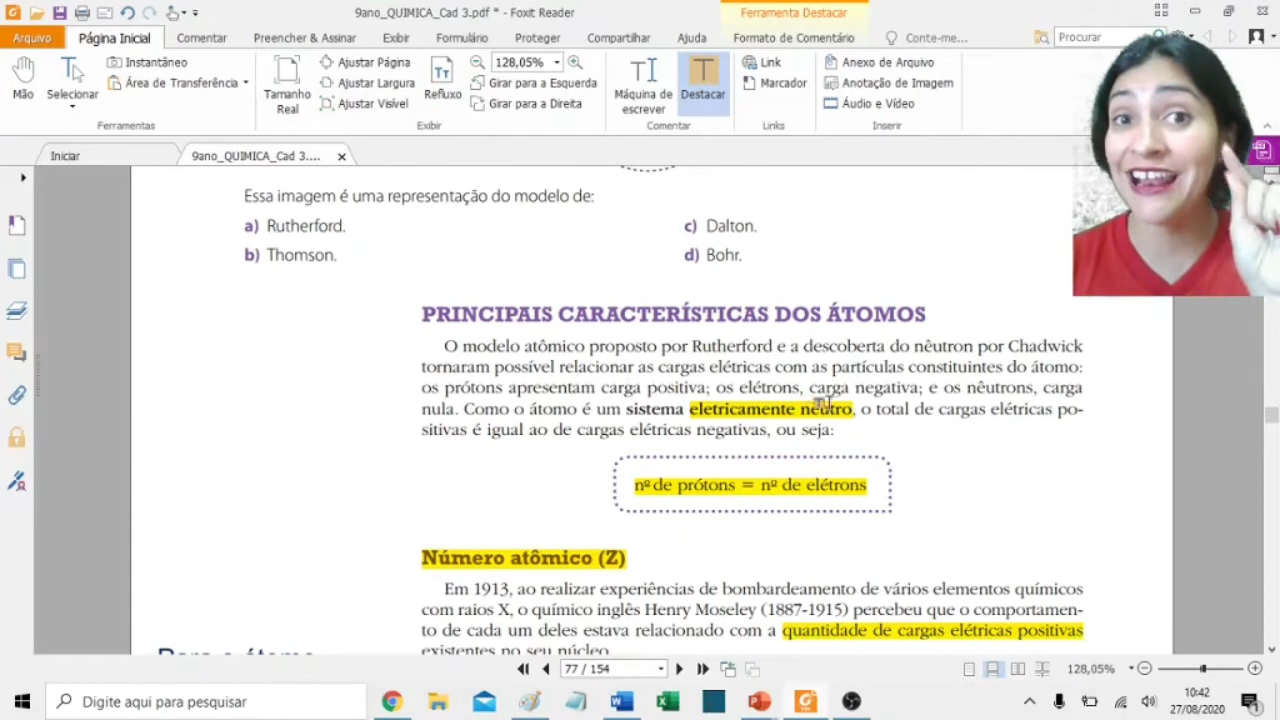 9ano_QUIMICA_Cad 3.pdf * - Foxit Reader
Ferramenta Destacar
Arquivo Página Inicial Comentar Preencher & Assinar Exibir Formulário Proteger Compartilhar Ajuda Formato de Comentário Conte-me... Procurar
Mão
Selecionar
Instantâneo
Área de Transferência
Ferramentas
Tamanho Real
Ajustar Página
Ajustar Largura
Ajustar Visível
Refluxo
128,05%
Girar para a Esquerda
Girar para a Direita
Exibir
Máquina de escrever
Destacar
Comentar
Link
Marcador
Links
Anexo de Arquivo
Anotação de Imagem
Áudio e Vídeo
Inserir
Iniciar
9ano_QUIMICA_Cad 3....
Essa imagem é uma representação do modelo de:
a) Rutherford.
b) Thomson.
c) Dalton.
d) Bohr.
PRINCIPAIS CARACTERÍSTICAS DOS ÁTOMOS
O modelo atômico proposto por Rutherford e a descoberta do nêutron por Chadwick
tornaram possível relacionar as cargas elétricas com as partículas constituintes do átomo:
os prótons apresentam carga positiva; os elétrons, carga negativa; e os nêutrons, carga
nula. Como o átomo é um sistema eletricamente neutro, o total de cargas elétricas po-
sitivas é igual ao de cargas elétricas negativas, ou seja:
nº de prótons = nº de elétrons
Número atômico (Z)
Em 1913, ao realizar experiências de bombardeamento de vários elementos químicos
com raios X, o químico inglês Henry Moseley (1887-1915) percebeu que o comportamen-
to de cada um deles estava relacionado com a quantidade de cargas elétricas positivas
existentes no seu núcleo
Para o átomo
77 / 154
128,05%
Digite aqui para pesquisar
10:42
27/08/2020